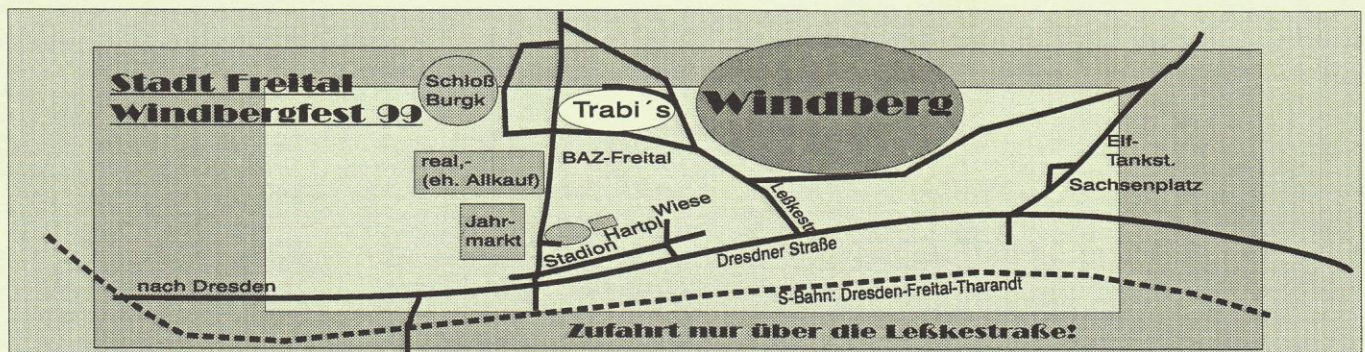 Stadt Freital
Windbergfest 99
Schloß
Burgk
Trabi´s
Windberg
real,-
(eh. Allkauf)
BAZ-Freital
Elf-
Tankst.
Sachsenplatz
Jahr-
markt
Stadion
Hartpl
Wiese
Leßkestr
Dresdner Straße
nach Dresden
S-Bahn: Dresden-Freital-Tharandt
Zufahrt nur über die Leßkestraße!